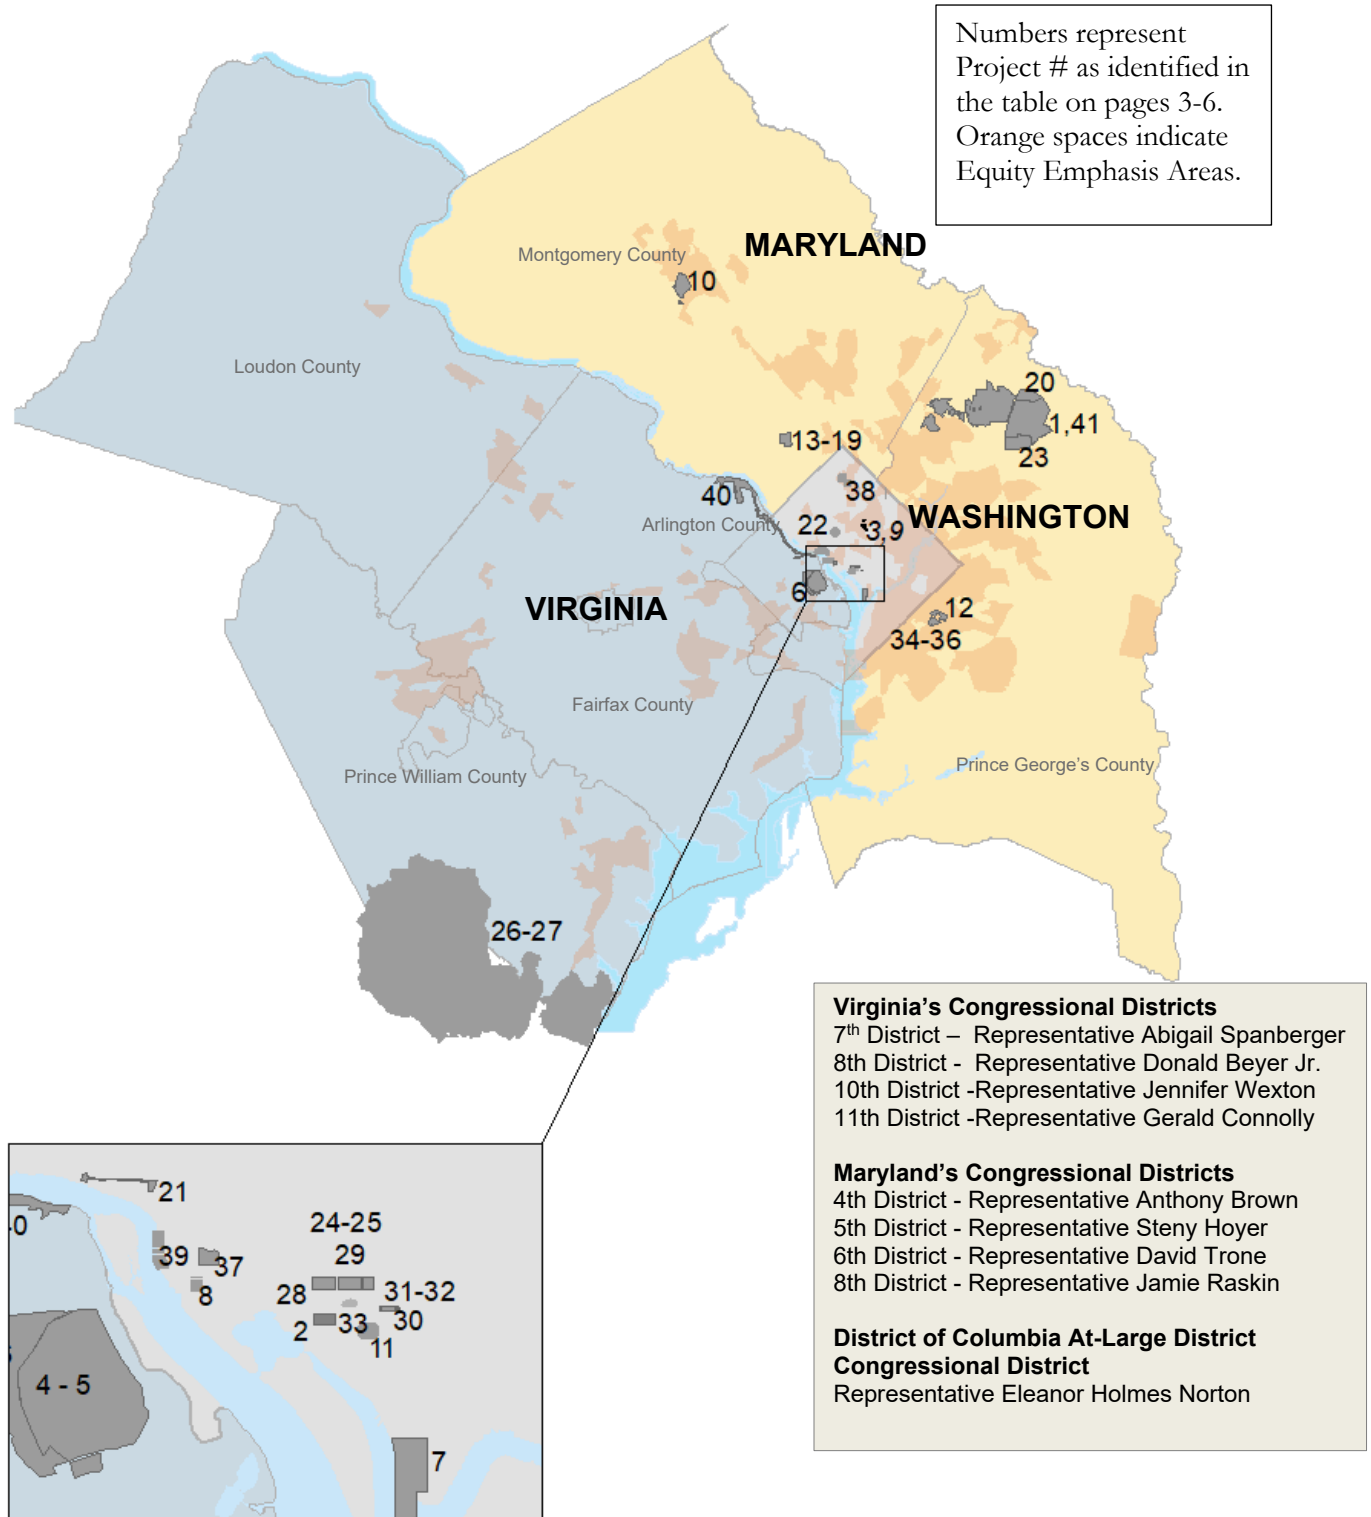 Numbers represent
Project # as identified in
the table on pages 3-6.
Orange spaces indicate
Equity Emphasis Areas.
MARYLAND
Montgomery County
10
Loudon County
20
1,41
23
13-19
40
38
Arlington County
22
3,9
WASHINGTON
6
VIRGINIA
12
34-36
Fairfax County
Prince George's County
Prince William County
26-27
Virginia’s Congressional Districts
7th District – Representative Abigail Spanberger
8th District - Representative Donald Beyer Jr.
10th District -Representative Jennifer Wexton
11th District -Representative Gerald Connolly
Maryland’s Congressional Districts
4th District - Representative Anthony Brown
5th District - Representative Steny Hoyer
6th District - Representative David Trone
8th District - Representative Jamie Raskin
District of Columbia At-Large District
Congressional District
Representative Eleanor Holmes Norton
21
0
24-25
39
37
29
8
28
31-32
2
33
30
11
4 - 5
7